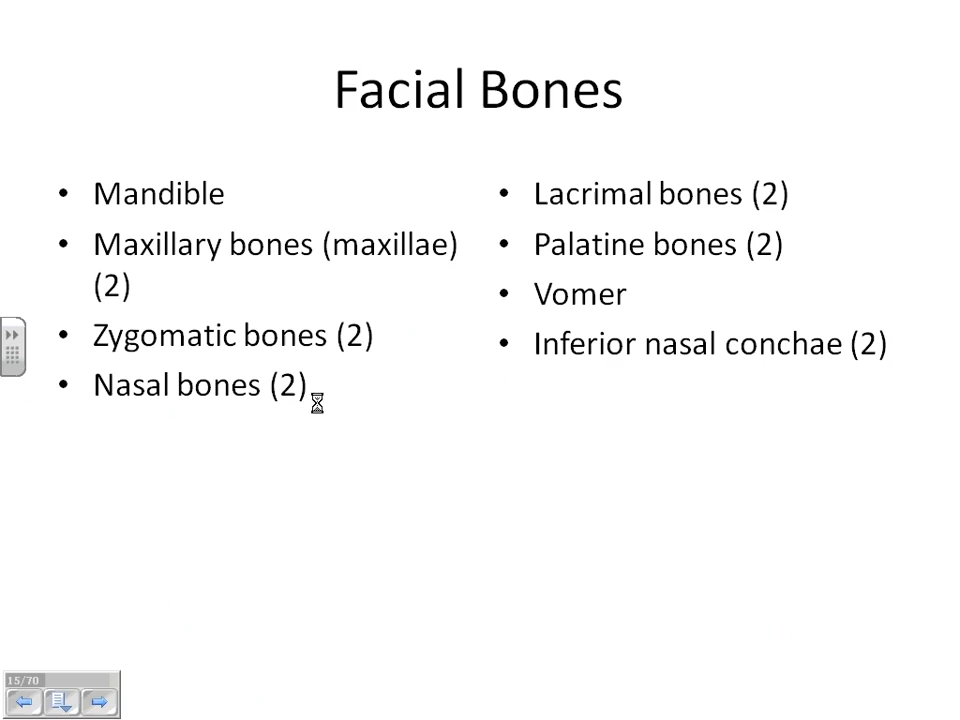 Facial Bones
• Mandible
• Maxillary bones (maxillae)
(2)
• Zygomatic bones (2)
• Nasal bones (2)
• Lacrimal bones (2)
• Palatine bones (2)
• Vomer
• Inferior nasal conchae (2)
15/70